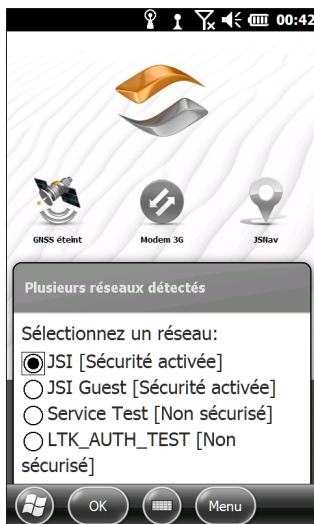 00:42
GNSS éteint
Modem 3G
JSNav
Plusieurs réseaux détectés
Sélectionnez un réseau:
JSI [Sécurité activée]
JSI Guest [Sécurité activée]
Service Test [Non sécurisé]
LTK_AUTH_TEST [Non
sécurisé]
OK
Menu